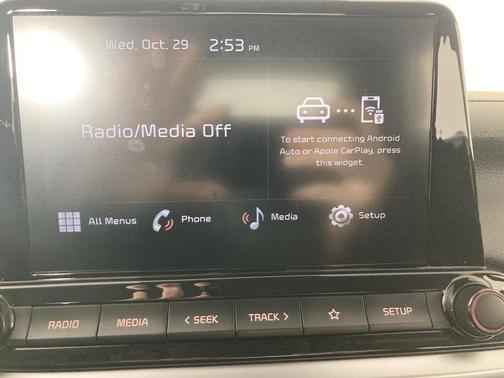 Wed, Oct. 29 2:53 PM
Radio/Media Off
To start connecting Android
Auto or Apple CarPlay, press
this widget.
All Menus Phone Media Setup
RADIO MEDIA < SEEK TRACK > SETUP